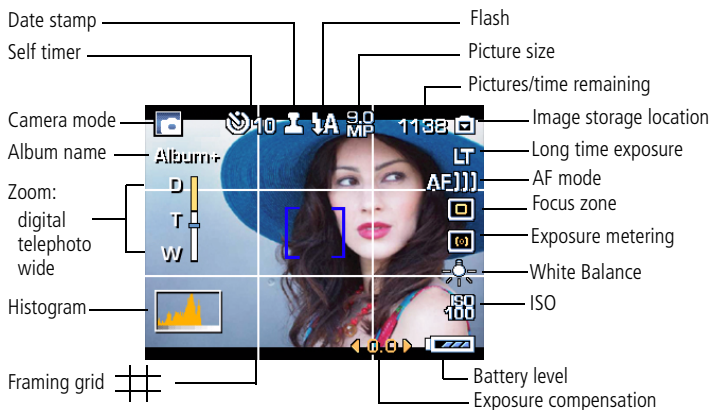 Date stamp
Self timer
Flash
Picture size
Pictures/time remaining
Camera mode
Album name
Zoom:
digital
telephoto
wide
Histogram
Framing grid
10
A
9.0
MP
1138
Album+
D
T
W
LT
AF
ISO
100
0.0
Image storage location
Long time exposure
AF mode
Focus zone
Exposure metering
White Balance
ISO
Battery level
Exposure compensation